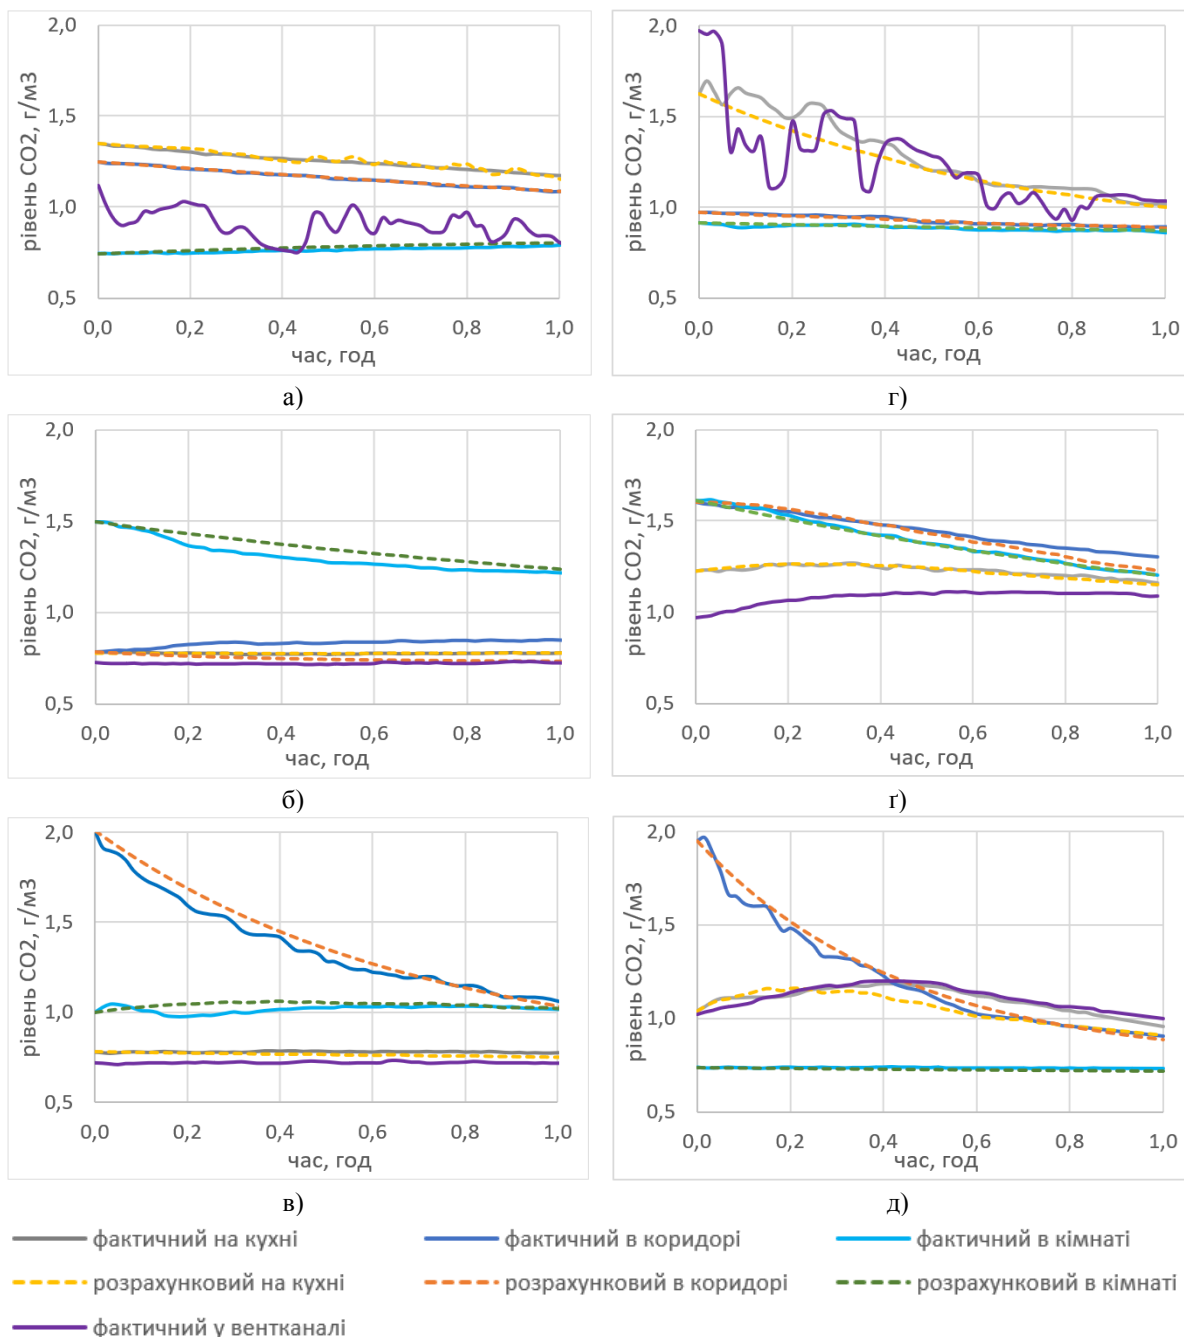 рівень CO2, г/м3
2,0
1,5
1,0
0,5
0,0 0,2 0,4 0,6 0,8 1,0
час, год
а)
рівень CO2, г/м3
2,0
1,5
1,0
0,5
0,0 0,2 0,4 0,6 0,8 1,0
час, год
г)
рівень CO2, г/м3
2,0
1,5
1,0
0,5
0,0 0,2 0,4 0,6 0,8 1,0
час, год
б)
рівень CO2, г/м3
2,0
1,5
1,0
0,5
0,0 0,2 0,4 0,6 0,8 1,0
час, год
ґ)
рівень CO2, г/м3
2,0
1,5
1,0
0,5
0,0 0,2 0,4 0,6 0,8 1,0
час, год
в)
рівень CO2, г/м3
2,0
1,5
1,0
0,5
0,0 0,2 0,4 0,6 0,8 1,0
час, год
д)
фактичний на кухні фактичний в коридорі фактичний в кімнаті
розрахунковий на кухні розрахунковий в коридорі розрахунковий в кімнаті
фактичний у вентканалі